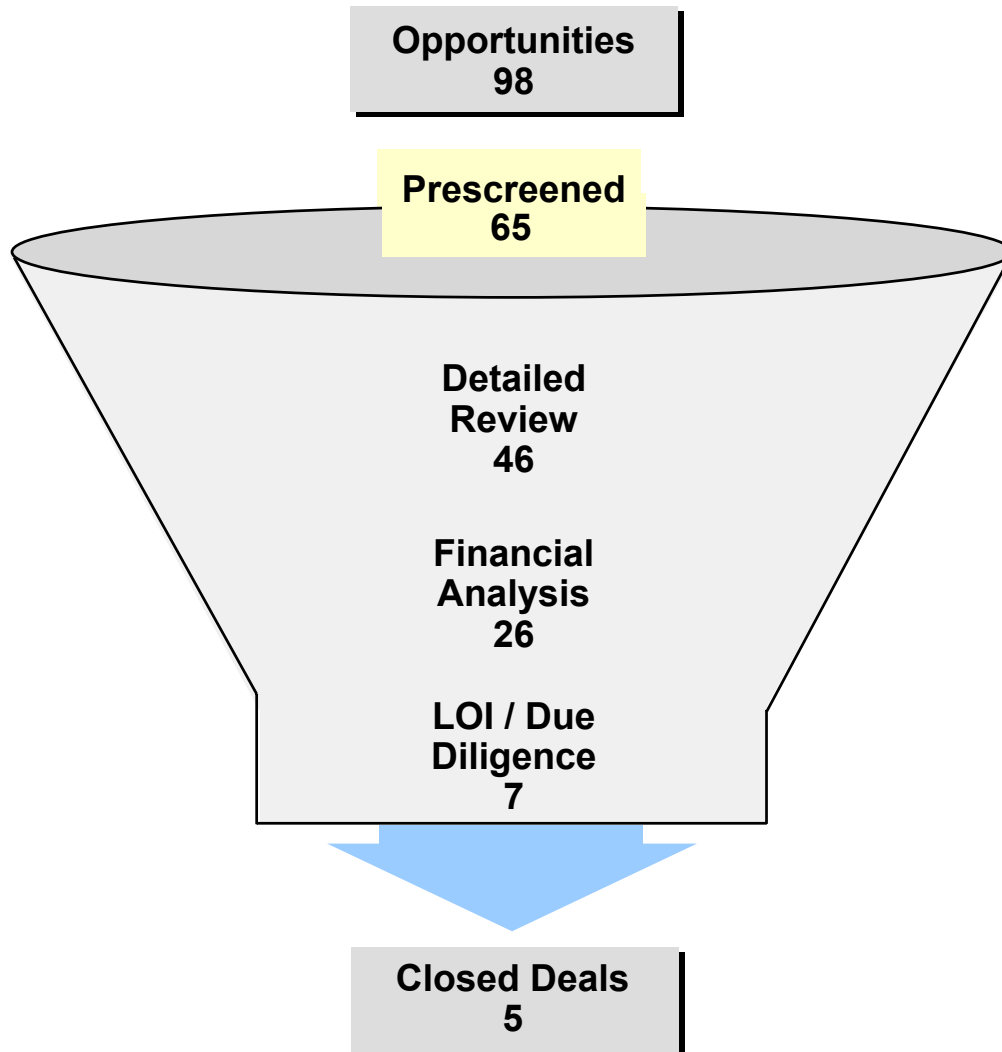 Opportunities
98
Prescreened
65
Detailed
Review
46
Financial
Analysis
26
LOI / Due
Diligence
7
Closed Deals
5